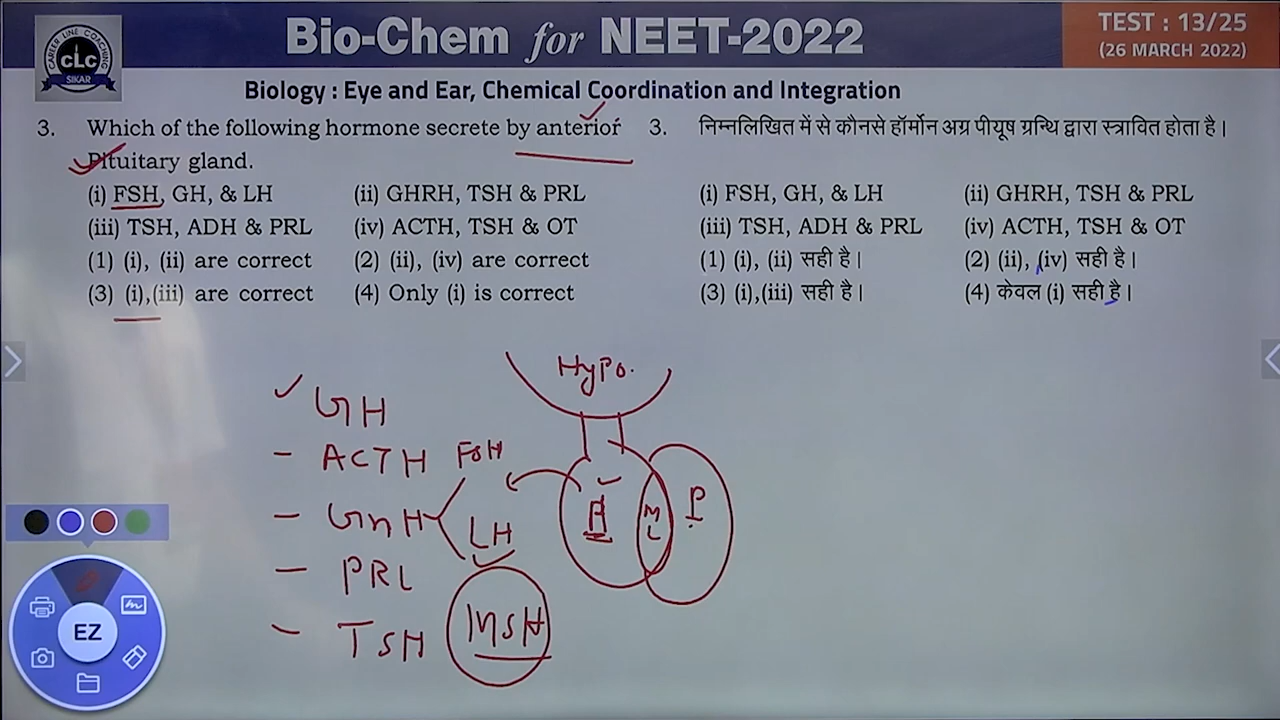 CAREER LINE COACHING
CLC
SIKAR
Bio-Chem for NEET-2022
TEST : 13/25
(26 MARCH 2022)
Biology : Eye and Ear, Chemical Coordination and Integration
3. Which of the following hormone secrete by anterior
Pituitary gland.
(i) FSH, GH, & LH (ii) GHRH, TSH & PRL
(iii) TSH, ADH & PRL (iv) ACTH, TSH & OT
(1) (i), (ii) are correct (2) (ii), (iv) are correct
(3) (i),(iii) are correct (4) Only (i) is correct
3. निम्नलिखित में से कौनसे हॉर्मोन अग्र पीयूष ग्रन्थि द्वारा स्त्रावित होता है।
(i) FSH, GH, & LH (ii) GHRH, TSH & PRL
(iii) TSH, ADH & PRL (iv) ACTH, TSH & OT
(1) (i), (ii) सही है। (2) (ii), (iv) सही है।
(3) (i),(iii) सही है। (4) केवल (i) सही है।
Hypo.
GH
ACTH FSH
GnH LH
PRL
TSH MSH
A ML P
EZ